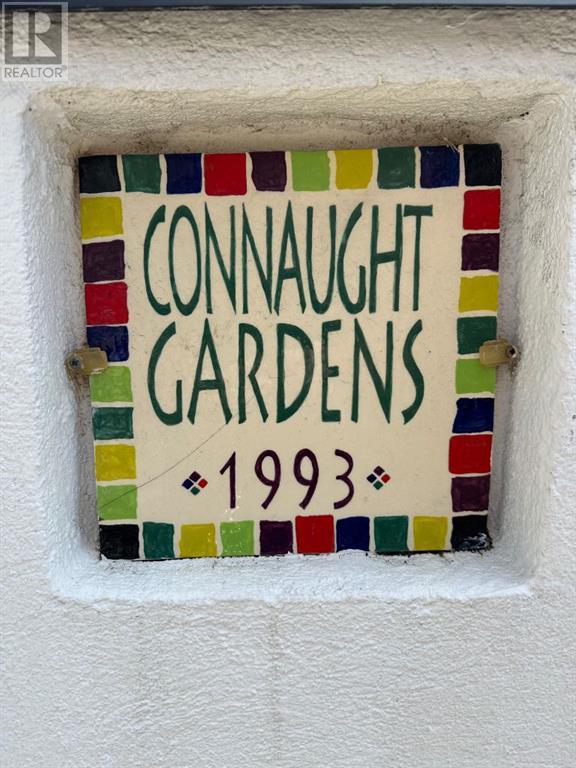 R
REALTOR
CONNAUGHT
GARDENS
1993